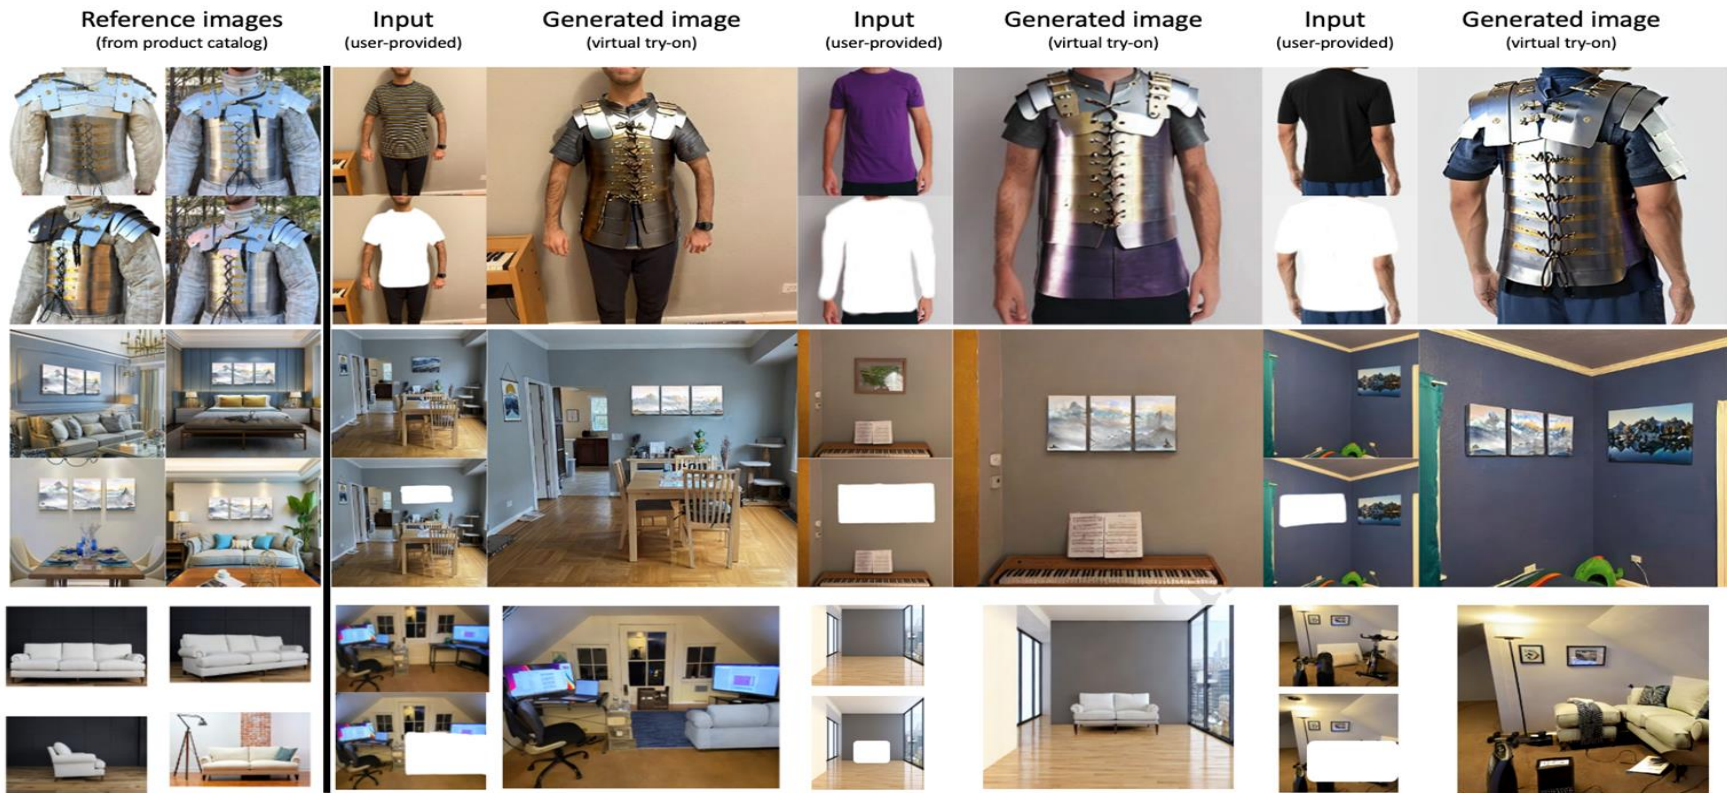 Reference images
(from product catalog)
Input
(user-provided)
Generated image
(virtual try-on)
Input
(user-provided)
Generated image
(virtual try-on)
Input
(user-provided)
Generated image
(virtual try-on)